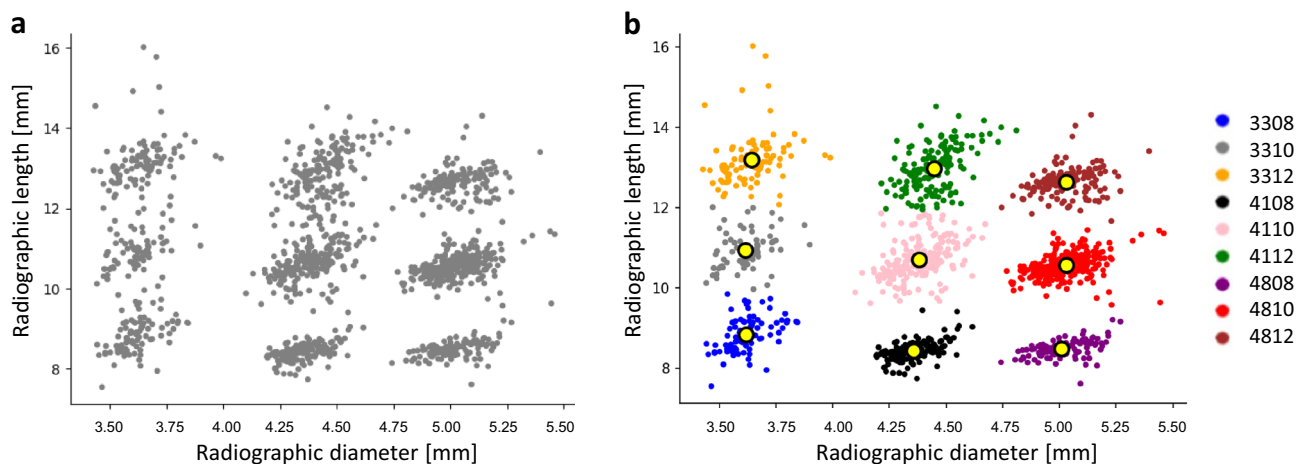 a
Radiographic length [mm]
16
14
12
10
8
3.50 3.75 4.00 4.25 4.50 4.75 5.00 5.25 5.50
Radiographic diameter [mm]
b
Radiographic length [mm]
16
14
12
10
8
3.50 3.75 4.00 4.25 4.50 4.75 5.00 5.25 5.50
Radiographic diameter [mm]
3308
3310
3312
4108
4110
4112
4808
4810
4812